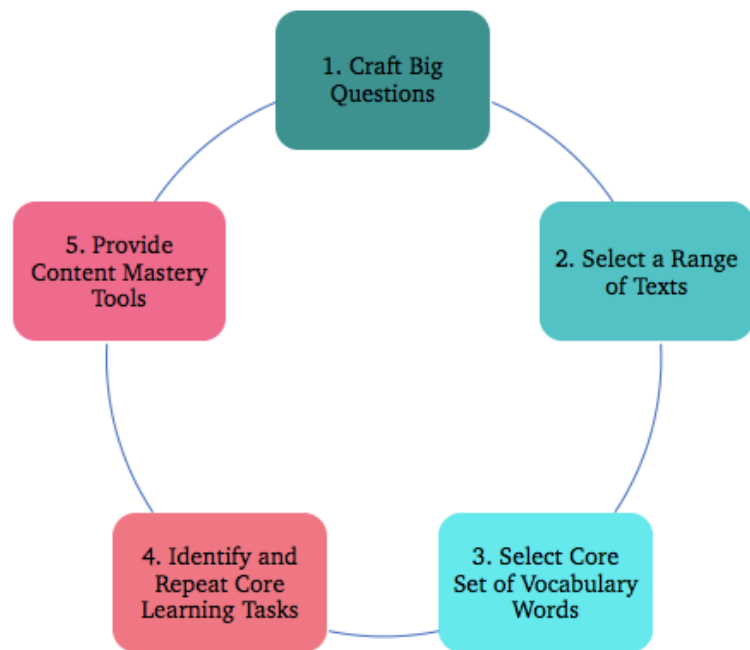 1. Craft Big
Questions
2. Select a Range
of Texts
3. Select Core
Set of Vocabulary
Words
4. Identify and
Repeat Core
Learning Tasks
5. Provide
Content Mastery
Tools